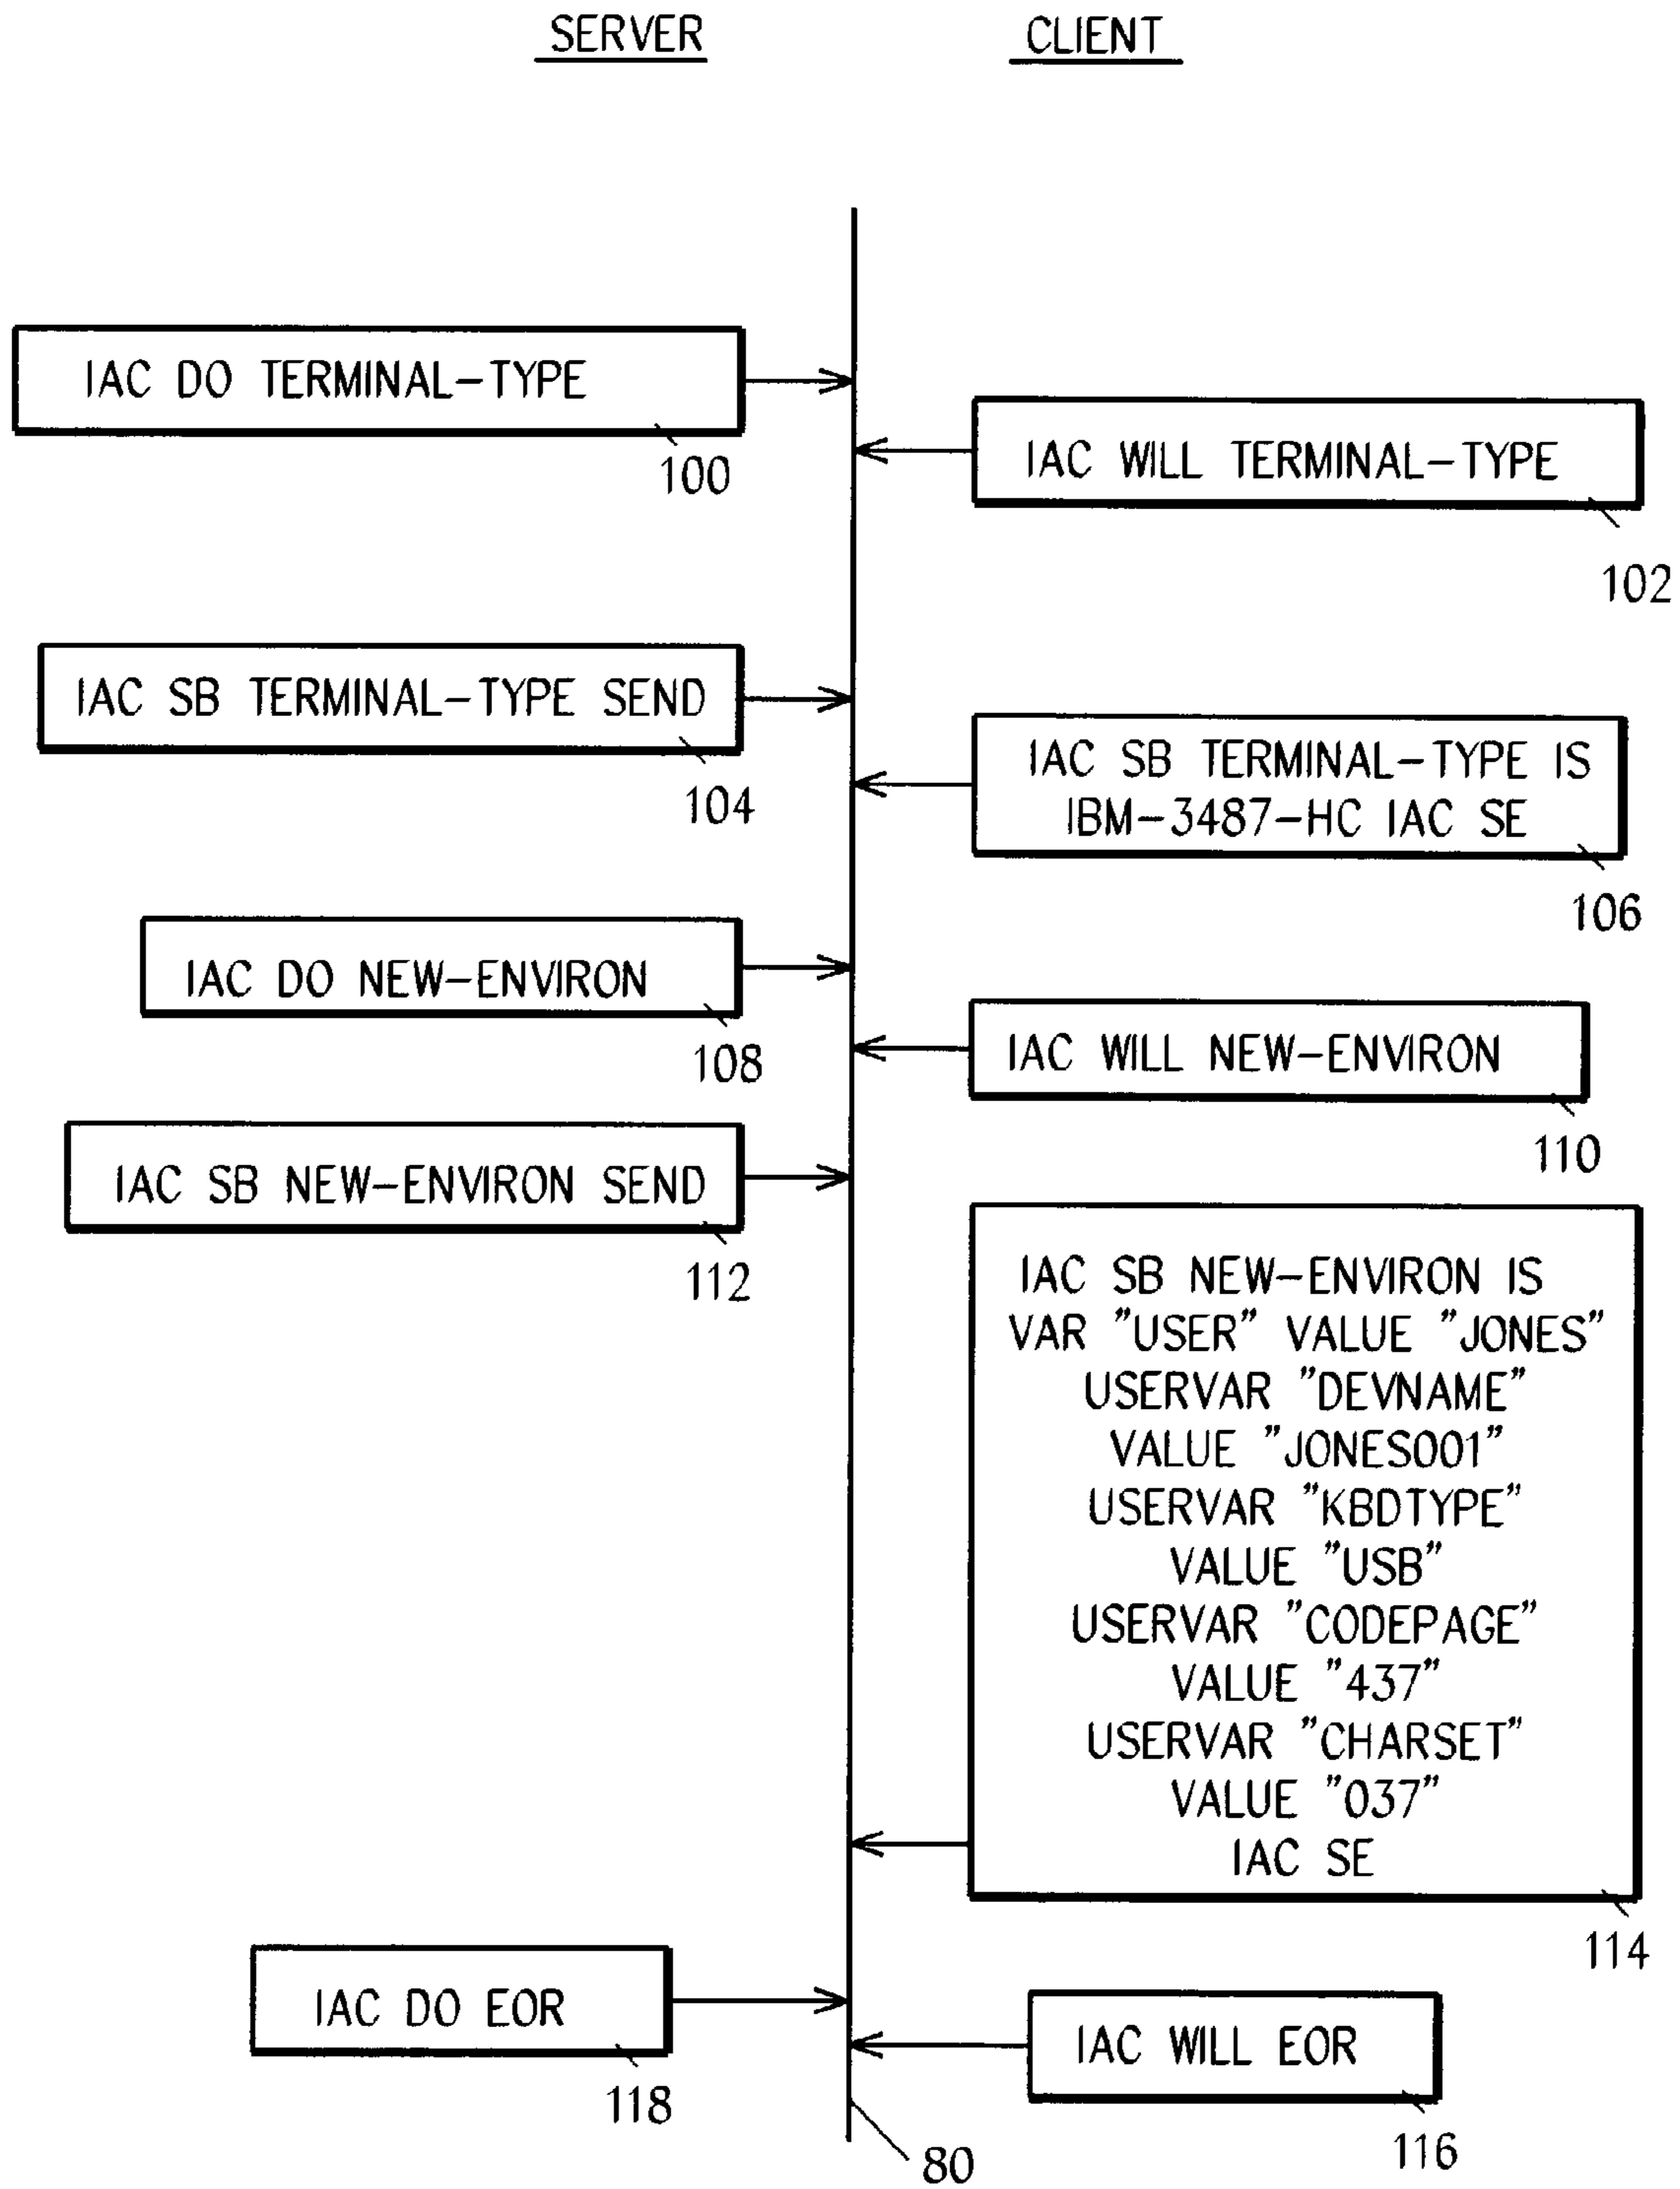 SERVER
CLIENT
IAC DO TERMINAL-TYPE
100
IAC WILL TERMINAL-TYPE
102
IAC SB TERMINAL-TYPE SEND
104
IAC SB TERMINAL-TYPE IS
IBM-3487-HC IAC SE
106
IAC DO NEW-ENVIRON
108
IAC WILL NEW-ENVIRON
110
IAC SB NEW-ENVIRON SEND
112
IAC SB NEW-ENVIRON IS
VAR "USER" VALUE "JONES"
USERVAR "DEVNAME"
VALUE "JONES001"
USERVAR "KBDTYPE"
VALUE "USB"
USERVAR "CODEPAGE"
VALUE "437"
USERVAR "CHARSET"
VALUE "037"
IAC SE
114
IAC DO EOR
118
IAC WILL EOR
116
80